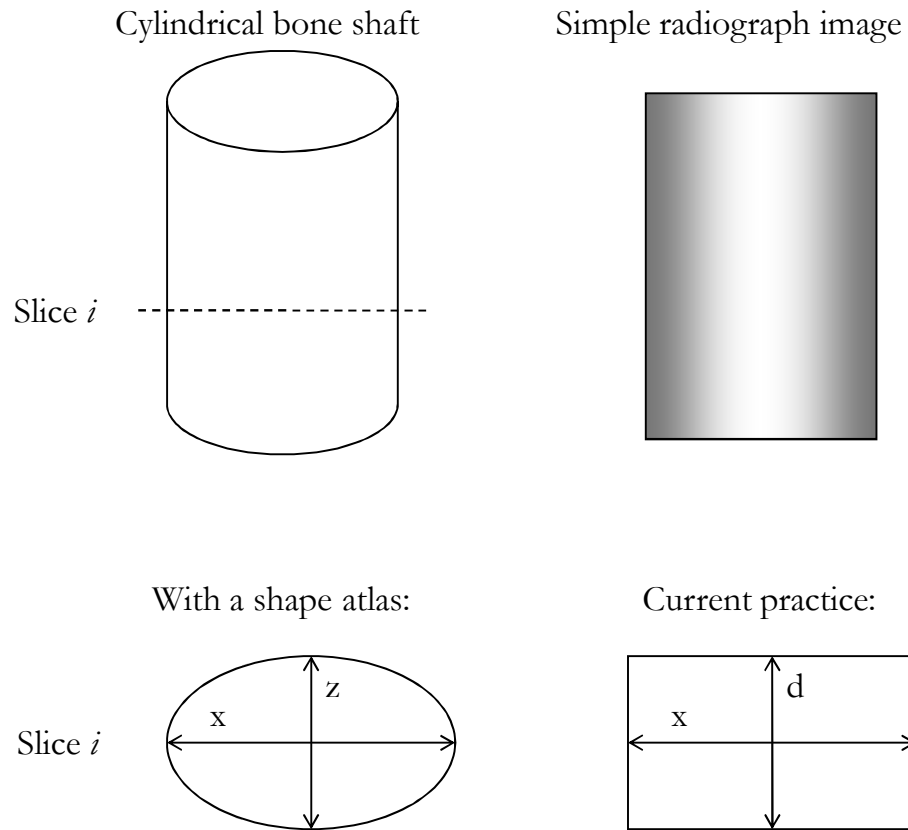 Cylindrical bone shaft
Simple radiograph image
Slice i
With a shape atlas:
Current practice:
z
d
x
x
Slice i